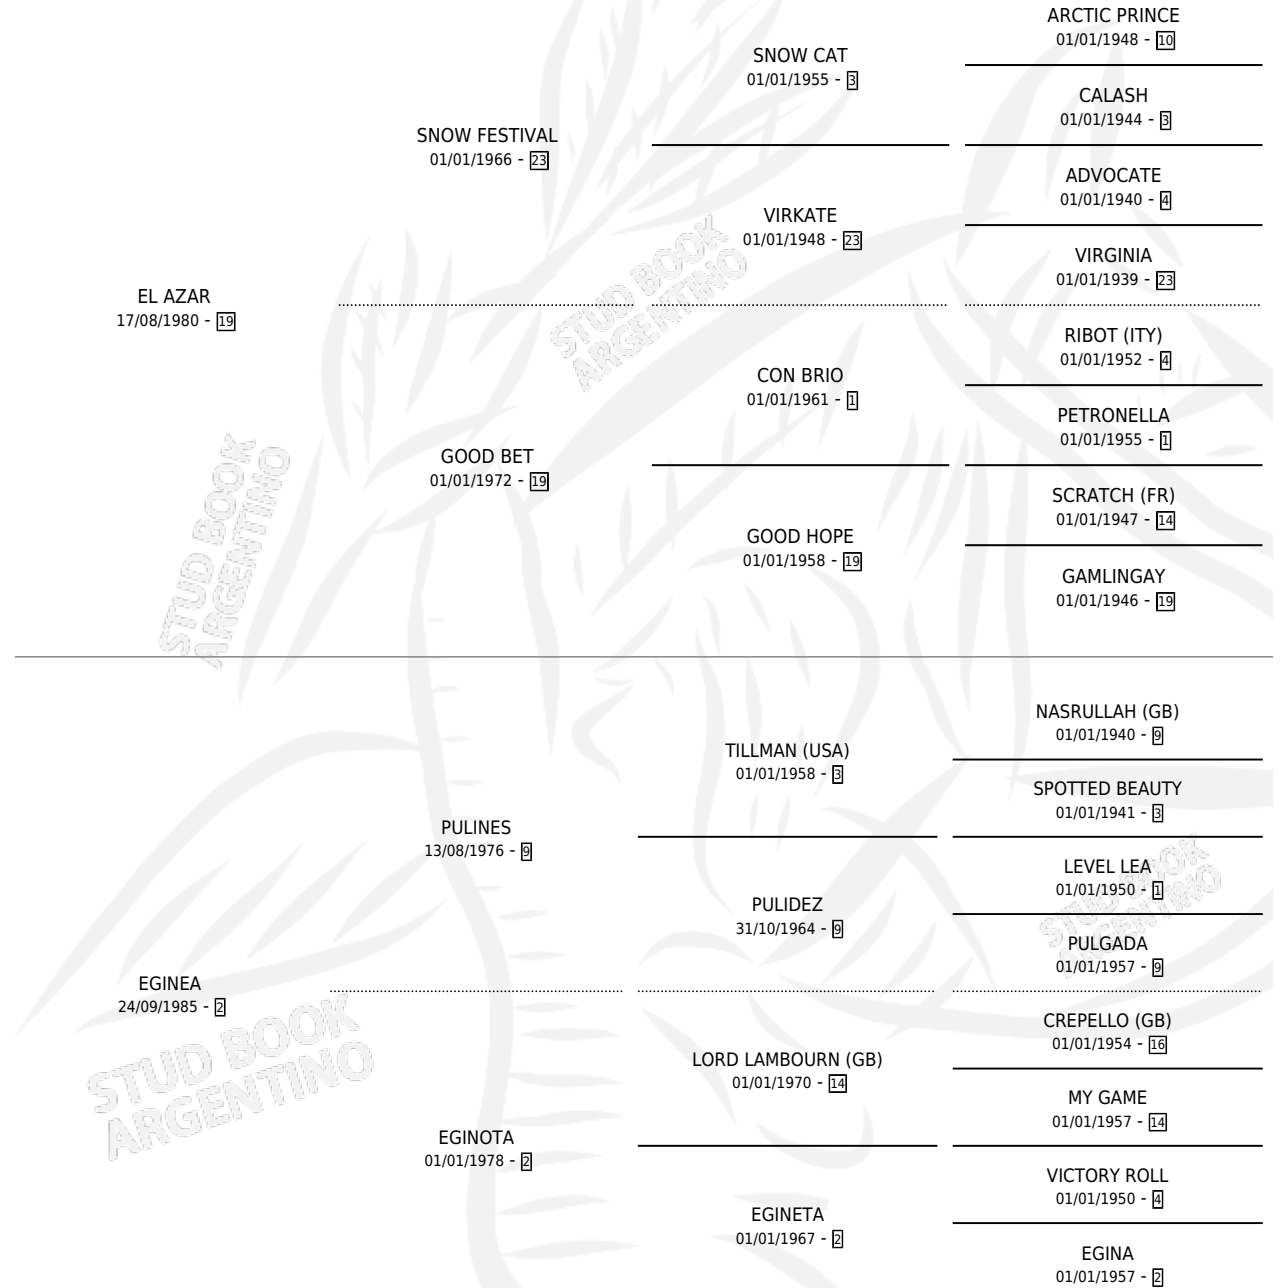 ARCTIC PRINCE
01/01/1948 - 10
SNOW CAT
01/01/1955 - 3
CALASH
01/01/1944 - 3
SNOW FESTIVAL
01/01/1966 - 23
ADVOCATE
01/01/1940 - 4
VIRKATE
01/01/1948 - 23
VIRGINIA
01/01/1939 - 23
EL AZAR
17/08/1980 - 19
RIBOT (ITY)
01/01/1952 - 4
CON BRIO
01/01/1961 - 1
PETRONELLA
01/01/1955 - 1
GOOD BET
01/01/1972 - 19
SCRATCH (FR)
01/01/1947 - 14
GOOD HOPE
01/01/1958 - 19
GAMLINGAY
01/01/1946 - 19
NASRULLAH (GB)
01/01/1940 - 9
TILLMAN (USA)
01/01/1958 - 3
SPOTTED BEAUTY
01/01/1941 - 3
PULINES
13/08/1976 - 9
LEVEL LEA
01/01/1950 - 1
PULIDEZ
31/10/1964 - 9
PULGADA
01/01/1957 - 9
EGINEA
24/09/1985 - 2
CREPELLO (GB)
01/01/1954 - 16
LORD LAMBOURN (GB)
01/01/1970 - 14
MY GAME
01/01/1957 - 14
EGINOTA
01/01/1978 - 2
VICTORY ROLL
01/01/1950 - 4
EGINETA
01/01/1967 - 2
EGINA
01/01/1957 - 2
STUD BOOK
ARGENTINO
STUD BOOK
ARGENTINO
STUD BOOK
ARGENTINO
STUD BOOK
ARGENTINO